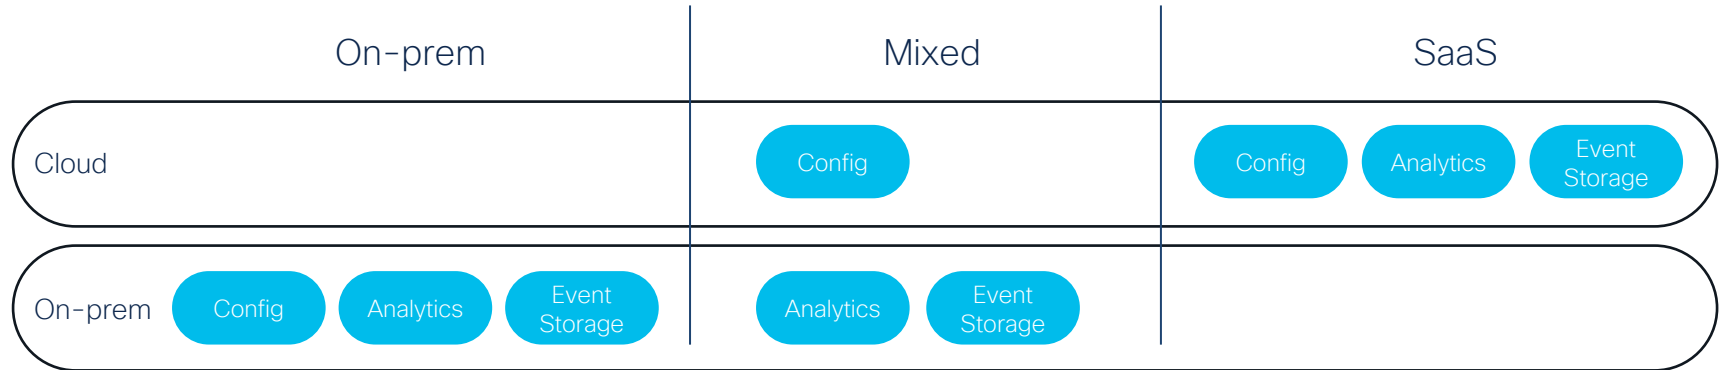 On-prem
Mixed
SaaS
Cloud
Config
Config
Analytics
Event
Storage
On-prem
Config
Analytics
Event
Storage
Analytics
Event
Storage